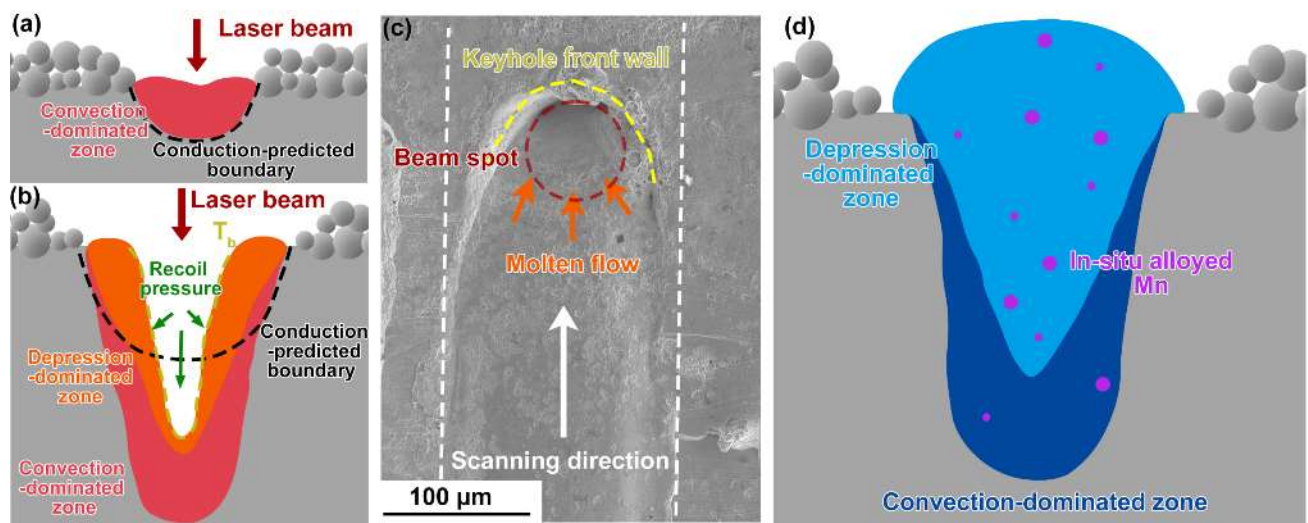 (a)
Laser beam
Convection
-dominated
zone
Conduction-predicted
boundary
(b)
Laser beam
T_b
Recoil
pressure
Conduction
-predicted
boundary
Depression
-dominated
zone
Convection
-dominated
zone
(c)
Keyhole front wall
Beam spot
Molten flow
Scanning direction
100 µm
(d)
Depression
-dominated
zone
In-situ alloyed
Mn
Convection-dominated zone